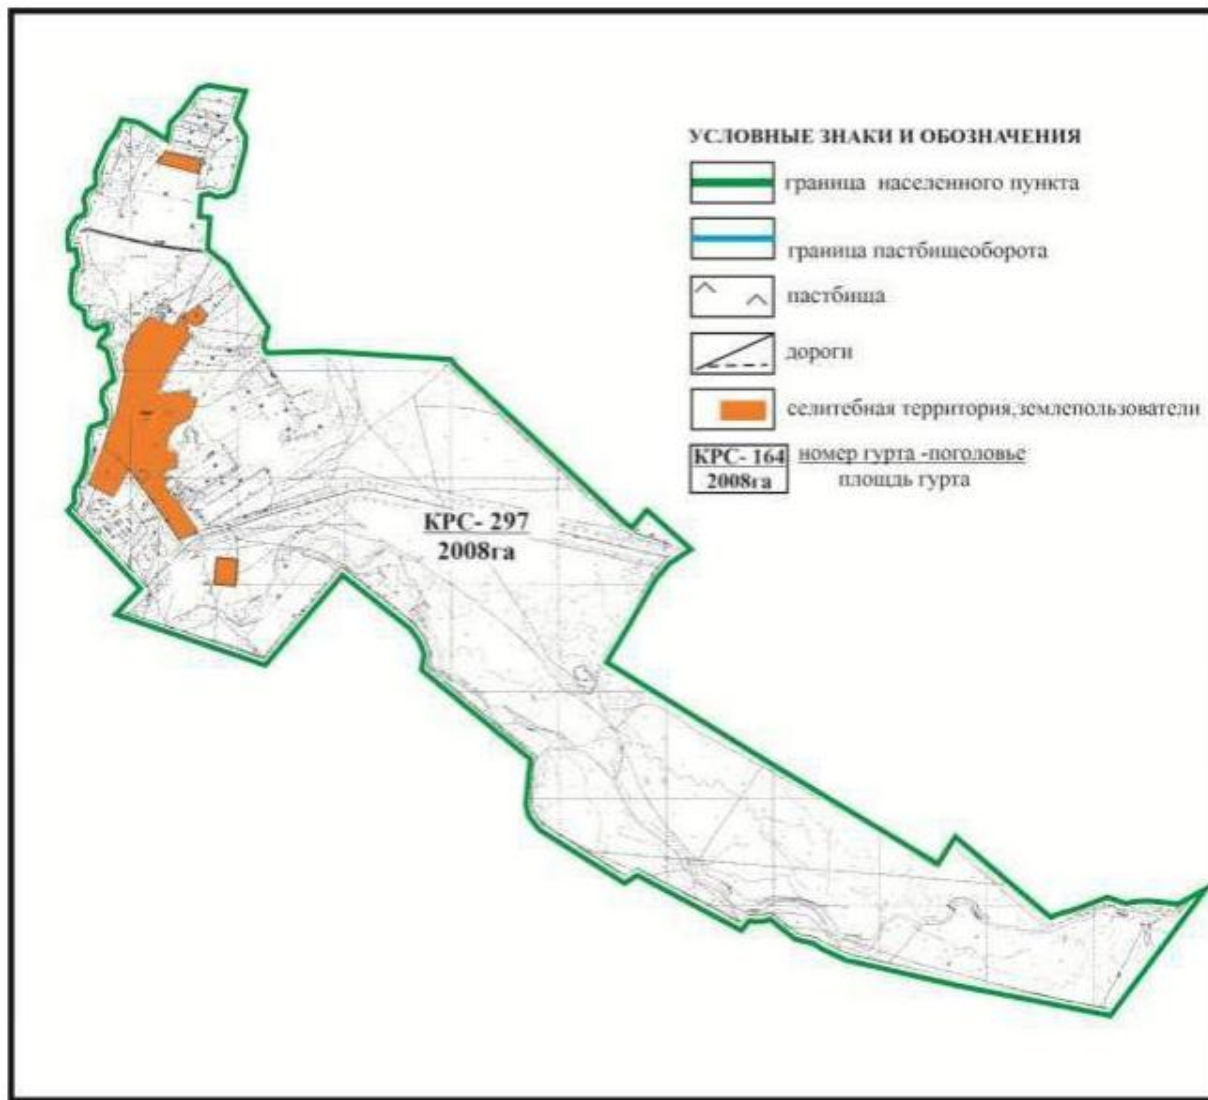 УСЛОВНЫЕ ЗНАКИ И ОБОЗНАЧЕНИЯ
граница населенного пункта
граница пастбищеоборота
пастбища
дороги
селитебная территория,землепользователи
КРС- 164 номер гурта -поголовье
2008га площдь гурта
КРС- 297
2008га